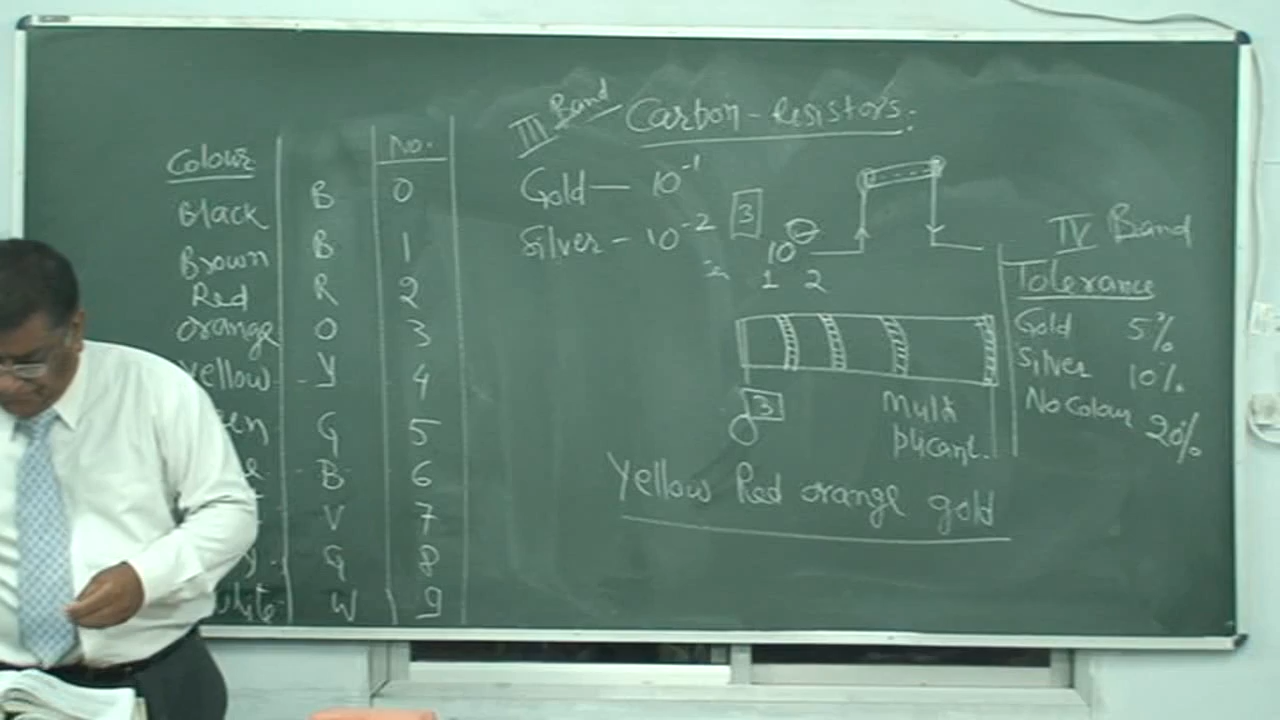 Colour No.
Black B 0
Brown B 1
Red R 2
orange O 3
yellow - y 4
en G 5
- B 6
V 7
G 8
white - W 9
III Band
Carbon - Resistors.
Gold — 10⁻¹
Silver - 10⁻²
3
10
1 2
3
Multi
plicant.
Yellow Red orange gold
IV Band
Tolerance
Gold 5%
Silver 10%
No Colour 20%